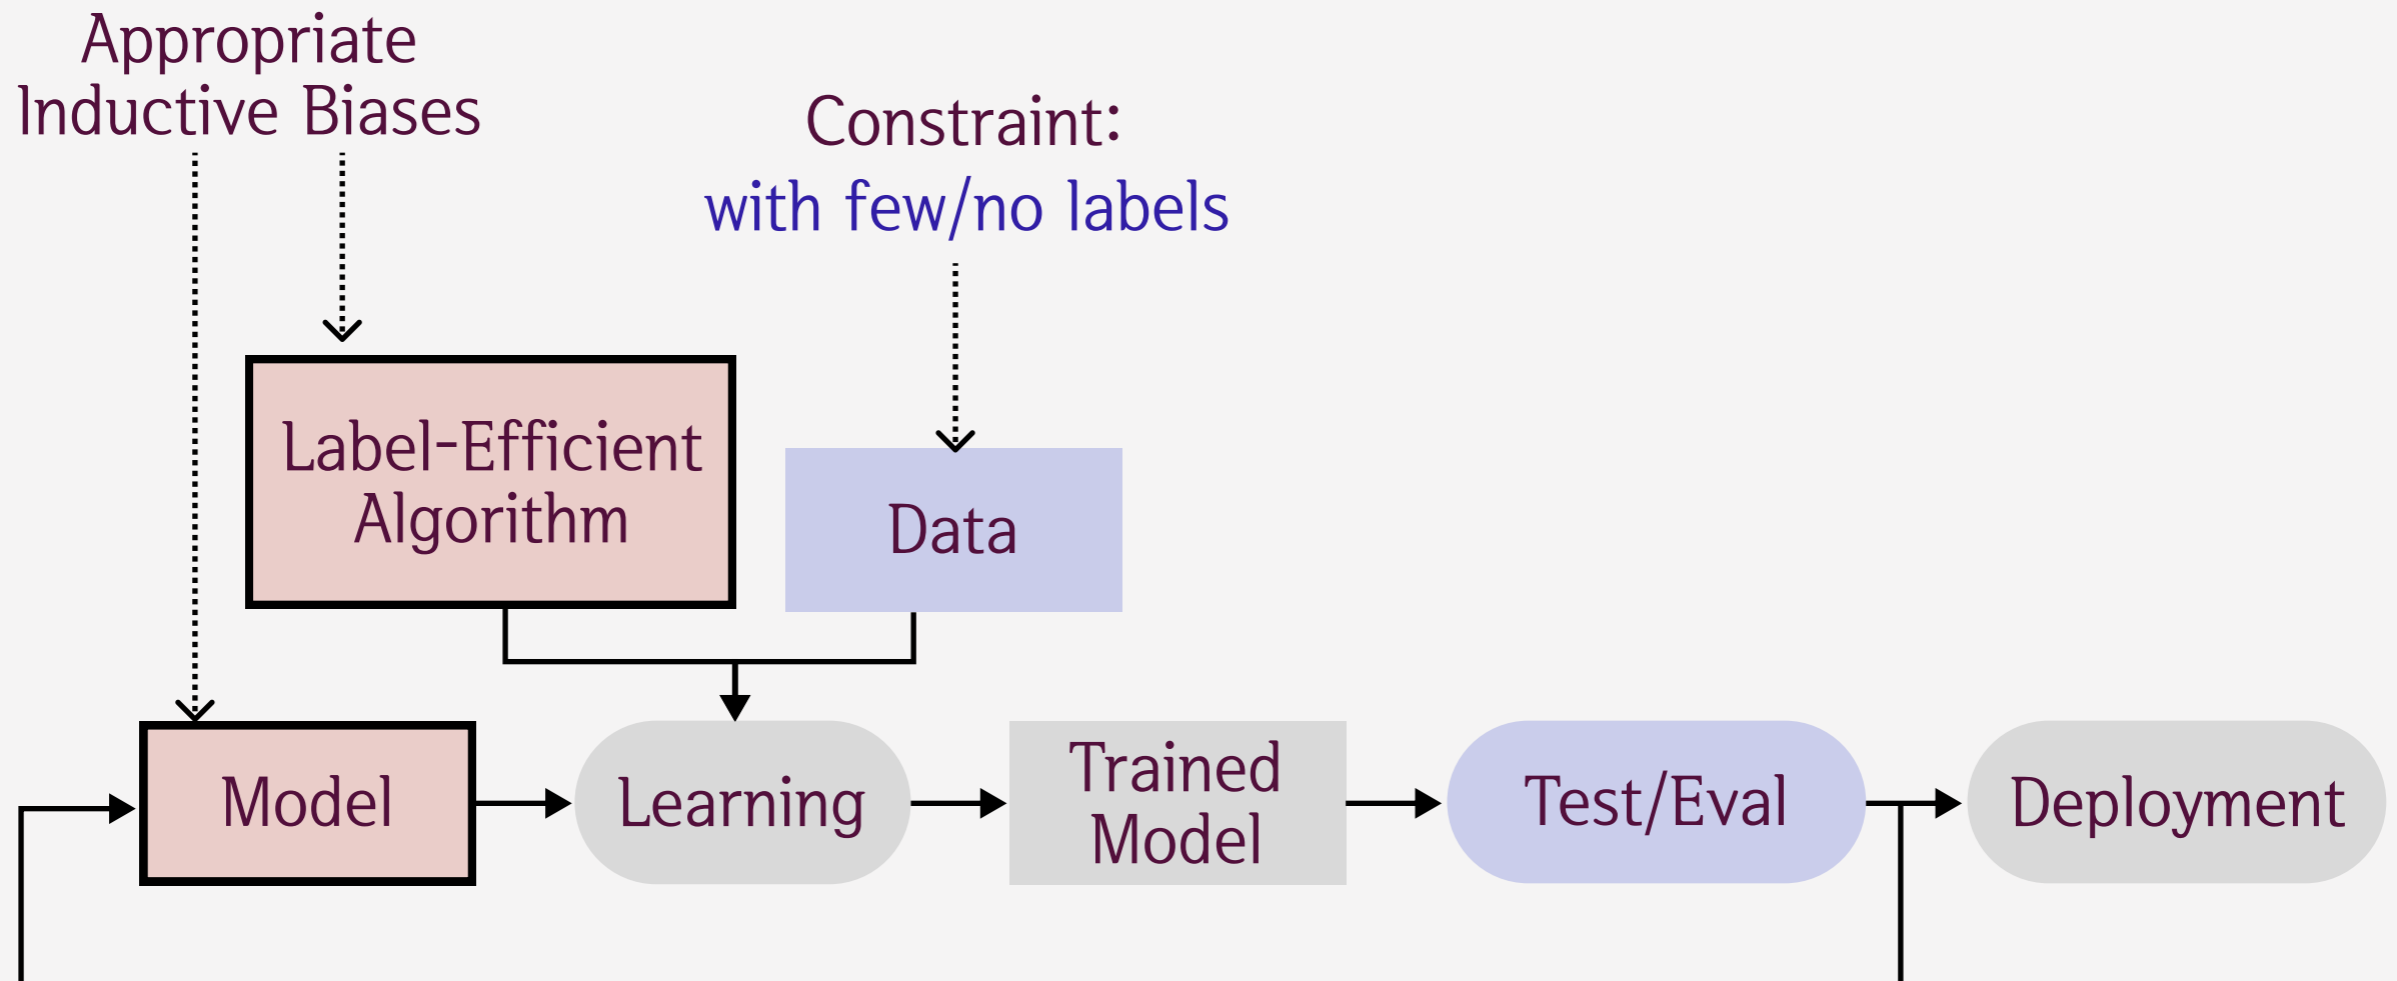 Appropriate
Inductive Biases
Constraint:
with few/no labels
Label-Efficient
Algorithm
Data
Model
Learning
Trained
Model
Test/Eval
Deployment